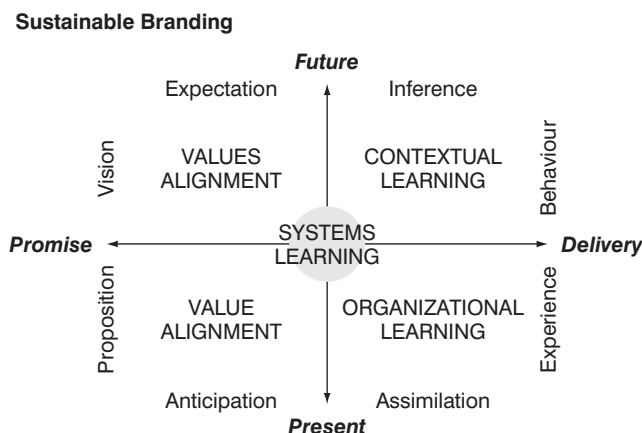 Sustainable Branding
Future
Expectation Inference
Vision
VALUES
ALIGNMENT
CONTEXTUAL
LEARNING
Behaviour
Promise
SYSTEMS
LEARNING
Delivery
Proposition
VALUE
ALIGNMENT
ORGANIZATIONAL
LEARNING
Experience
Anticipation Assimilation
Present